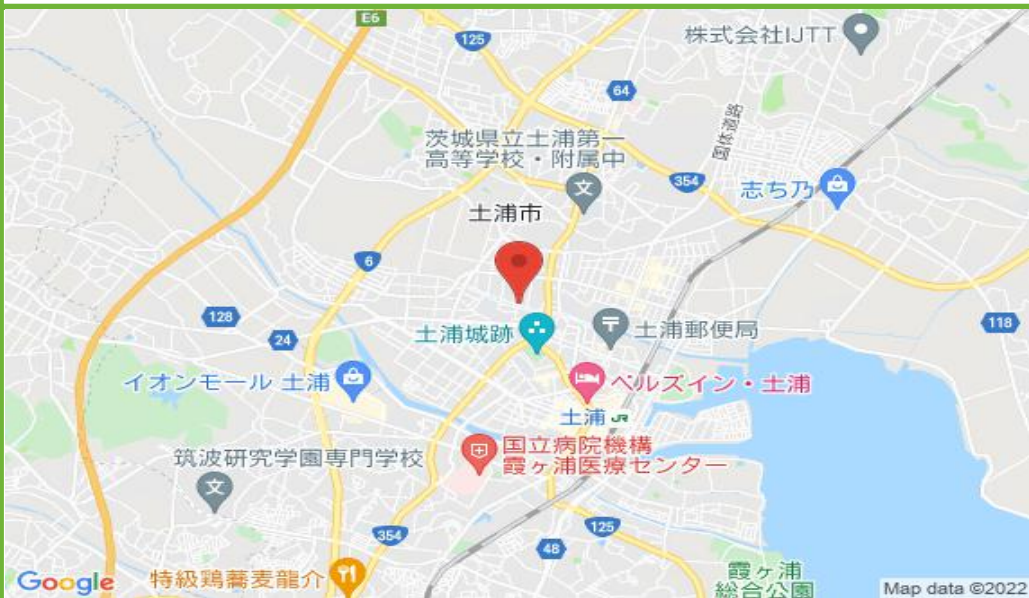 E6
125
株式会社IJTT
64
国体道路
茨城県立土浦第一
高等学校・附属中
354
志ち乃
土浦市
6
128
24
土浦城跡
土浦郵便局
118
イオンモール 土浦
ベルズイン・土浦
土浦 JR
国立病院機構
霞ヶ浦医療センター
筑波研究学園専門学校
354
125
48
特級鶏蕎麦龍介
霞ヶ浦
総合公園
Google
Map data ©2022